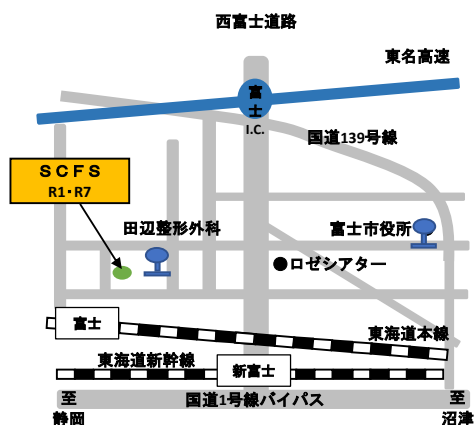 西富士道路
東名高速
富士
I.C.
国道139号線
ＳＣＦＳ
R1・R7
田辺整形外科
富士市役所
●ロゼシアター
富士
東海道本線
東海道新幹線
新富士
至
静岡
国道1号線バイパス
至
沼津